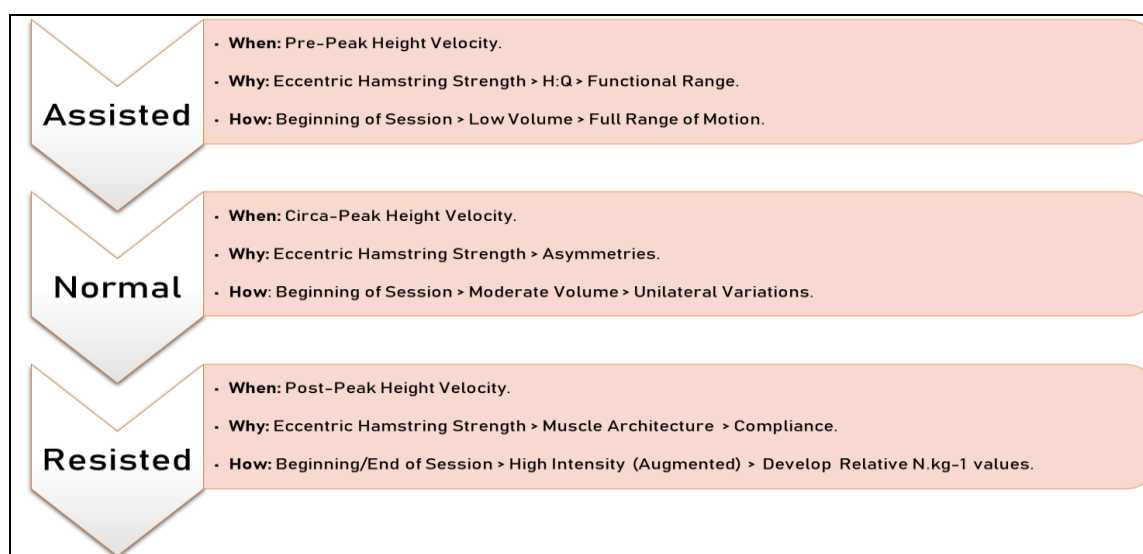 Assisted
• When: Pre-Peak Height Velocity.
• Why: Eccentric Hamstring Strength > H:Q > Functional Range.
• How: Beginning of Session > Low Volume > Full Range of Motion.
Normal
• When: Circa-Peak Height Velocity.
• Why: Eccentric Hamstring Strength > Asymmetries.
• How: Beginning of Session > Moderate Volume > Unilateral Variations.
Resisted
• When: Post-Peak Height Velocity.
• Why: Eccentric Hamstring Strength > Muscle Architecture > Compliance.
• How: Beginning/End of Session > High Intensity (Augmented) > Develop Relative N.kg-1 values.